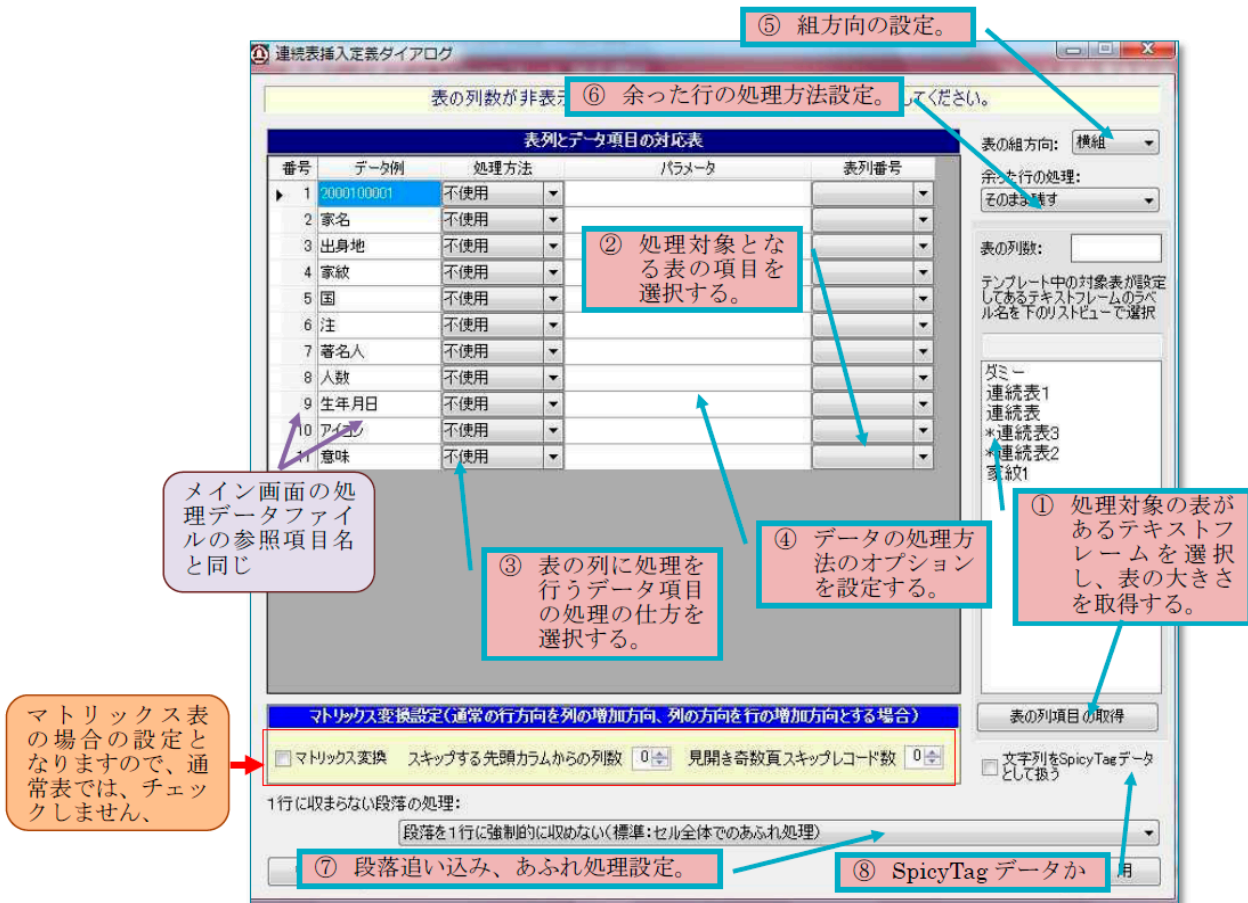 ⑤ 組方向の設定。
連続表挿入定義ダイアログ
表の列数が非表示
⑥ 余った行の処理方法設定。
してください。
表列とデータ項目の対応表
表の組方向: 横組
番号 データ例 処理方法 パラメータ 表列番号
余った行の処理:
そのまま残す
1 2000100001 不使用
2 家名 不使用
3 出身地 不使用
4 家紋 不使用
5 国 不使用
6 注 不使用
7 著名人 不使用
8 人数 不使用
9 生年月日 不使用
10 アイコン 不使用
11 意味 不使用
② 処理対象とな
る表の項目を
選択する。
表の列数:
テンプレート中の対象表が設定
してあるテキストフレームのラベ
ル名を下のリストビューで選択
ダミー
連続表1
連続表
*連続表3
*連続表2
家紋1
メイン画面の処
理データファイ
ルの参照項目名
と同じ
③ 表の列に処理を
行うデータ項目
の処理の仕方を
選択する。
④ データの処理方
法のオプション
を設定する。
① 処理対象の表が
あるテキストフ
レームを選択
し、表の大きさ
を取得する。
マトリックス表
の場合の設定と
なりますので、通
常表では、チェッ
クしません、
マトリックス変換設定(通常の行方向を列の増加方向、列の方向を行の増加方向とする場合)
表の列項目の取得
マトリックス変換 スキップする先頭カラムからの列数 0 見開き奇数頁スキップレコード数 0
文字列をSpicyTagデータ
として扱う
1行に収まらない段落の処理:
段落を1行に強制的に収めない(標準:セル全体でのあふれ処理)
⑦ 段落追い込み、あふれ処理設定。
⑧ SpicyTag データか
用